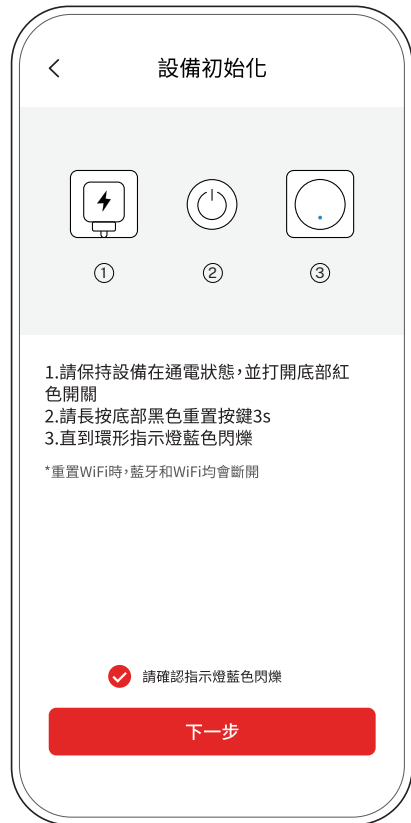 設備初始化
① ② ③
1.請保持設備在通電狀態,並打開底部紅
色開關
2.請長按底部黑色重置按鍵3s
3.直到環形指示燈藍色閃爍
*重置WiFi時,藍牙和WiFi均會斷開
請確認指示燈藍色閃爍
下一步